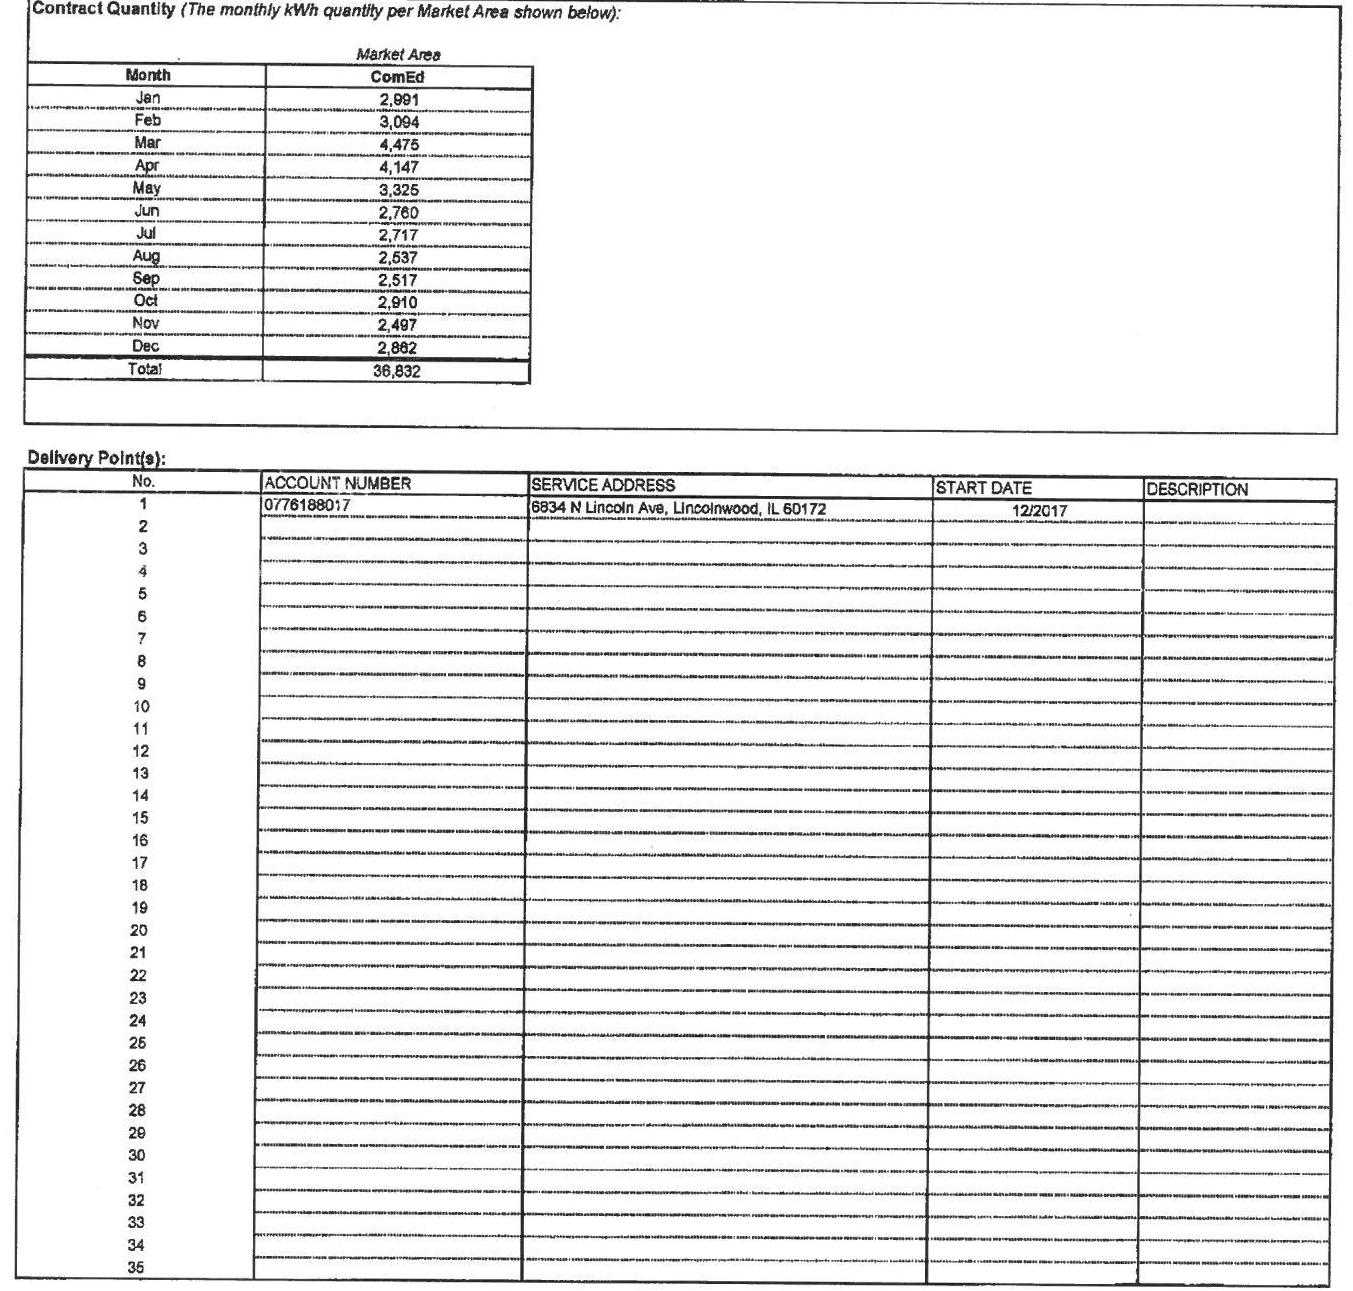 Contract Quantity (The monthly kWh quantity per Market Area shown below):
Market Area
Month ComEd
Jan 2,991
Feb 3,094
Mar 4,475
Apr 4,147
May 3,325
Jun 2,760
Jul 2,717
Aug 2,537
Sep 2,517
Oct 2,910
Nov 2,497
Dec 2,862
Total 36,832
Delivery Point(s):
No. ACCOUNT NUMBER SERVICE ADDRESS START DATE DESCRIPTION
1 0776188017 6834 N Lincoln Ave, Lincolnwood, IL 60172 12/2017
2
3
4
5
6
7
8
9
10
11
12
13
14
15
16
17
18
19
20
21
22
23
24
25
26
27
28
29
30
31
32
33
34
35